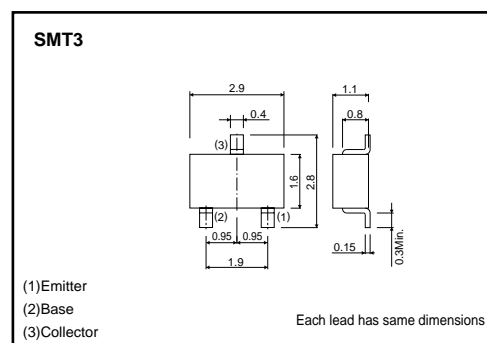 SMT3
2.9
1.1
0.4
0.8
(3)
1.6
2.8
(2)
(1)
0.95
0.95
0.15
0.3Min.
1.9
(1)Emitter
(2)Base
(3)Collector
Each lead has same dimensions